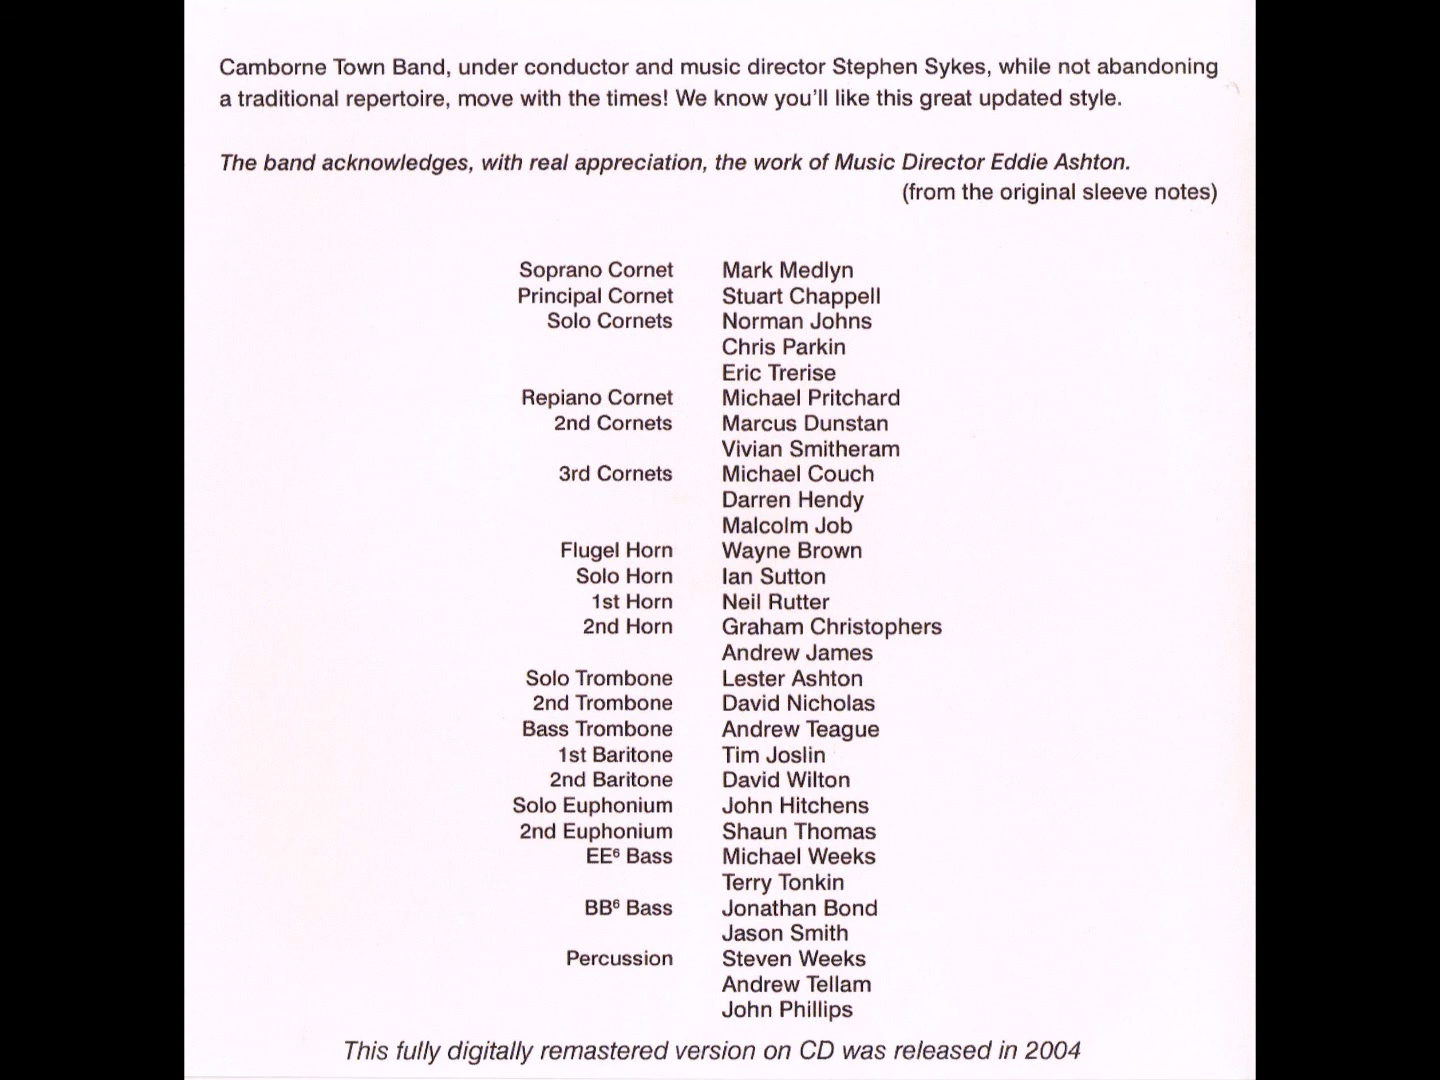 Camborne Town Band, under conductor and music director Stephen Sykes, while not abandoning
a traditional repertoire, move with the times! We know you'll like this great updated style.
The band acknowledges, with real appreciation, the work of Music Director Eddie Ashton.
(from the original sleeve notes)
Soprano Cornet Mark Medlyn
Principal Cornet Stuart Chappell
Solo Cornets Norman Johns
Chris Parkin
Eric Trerise
Repiano Cornet Michael Pritchard
2nd Cornets Marcus Dunstan
Vivian Smitheram
3rd Cornets Michael Couch
Darren Hendy
Malcolm Job
Flugel Horn Wayne Brown
Solo Horn Ian Sutton
1st Horn Neil Rutter
2nd Horn Graham Christophers
Andrew James
Solo Trombone Lester Ashton
2nd Trombone David Nicholas
Bass Trombone Andrew Teague
1st Baritone Tim Joslin
2nd Baritone David Wilton
Solo Euphonium John Hitchens
2nd Euphonium Shaun Thomas
EE⁶ Bass Michael Weeks
Terry Tonkin
BB⁶ Bass Jonathan Bond
Jason Smith
Percussion Steven Weeks
Andrew Tellam
John Phillips
This fully digitally remastered version on CD was released in 2004